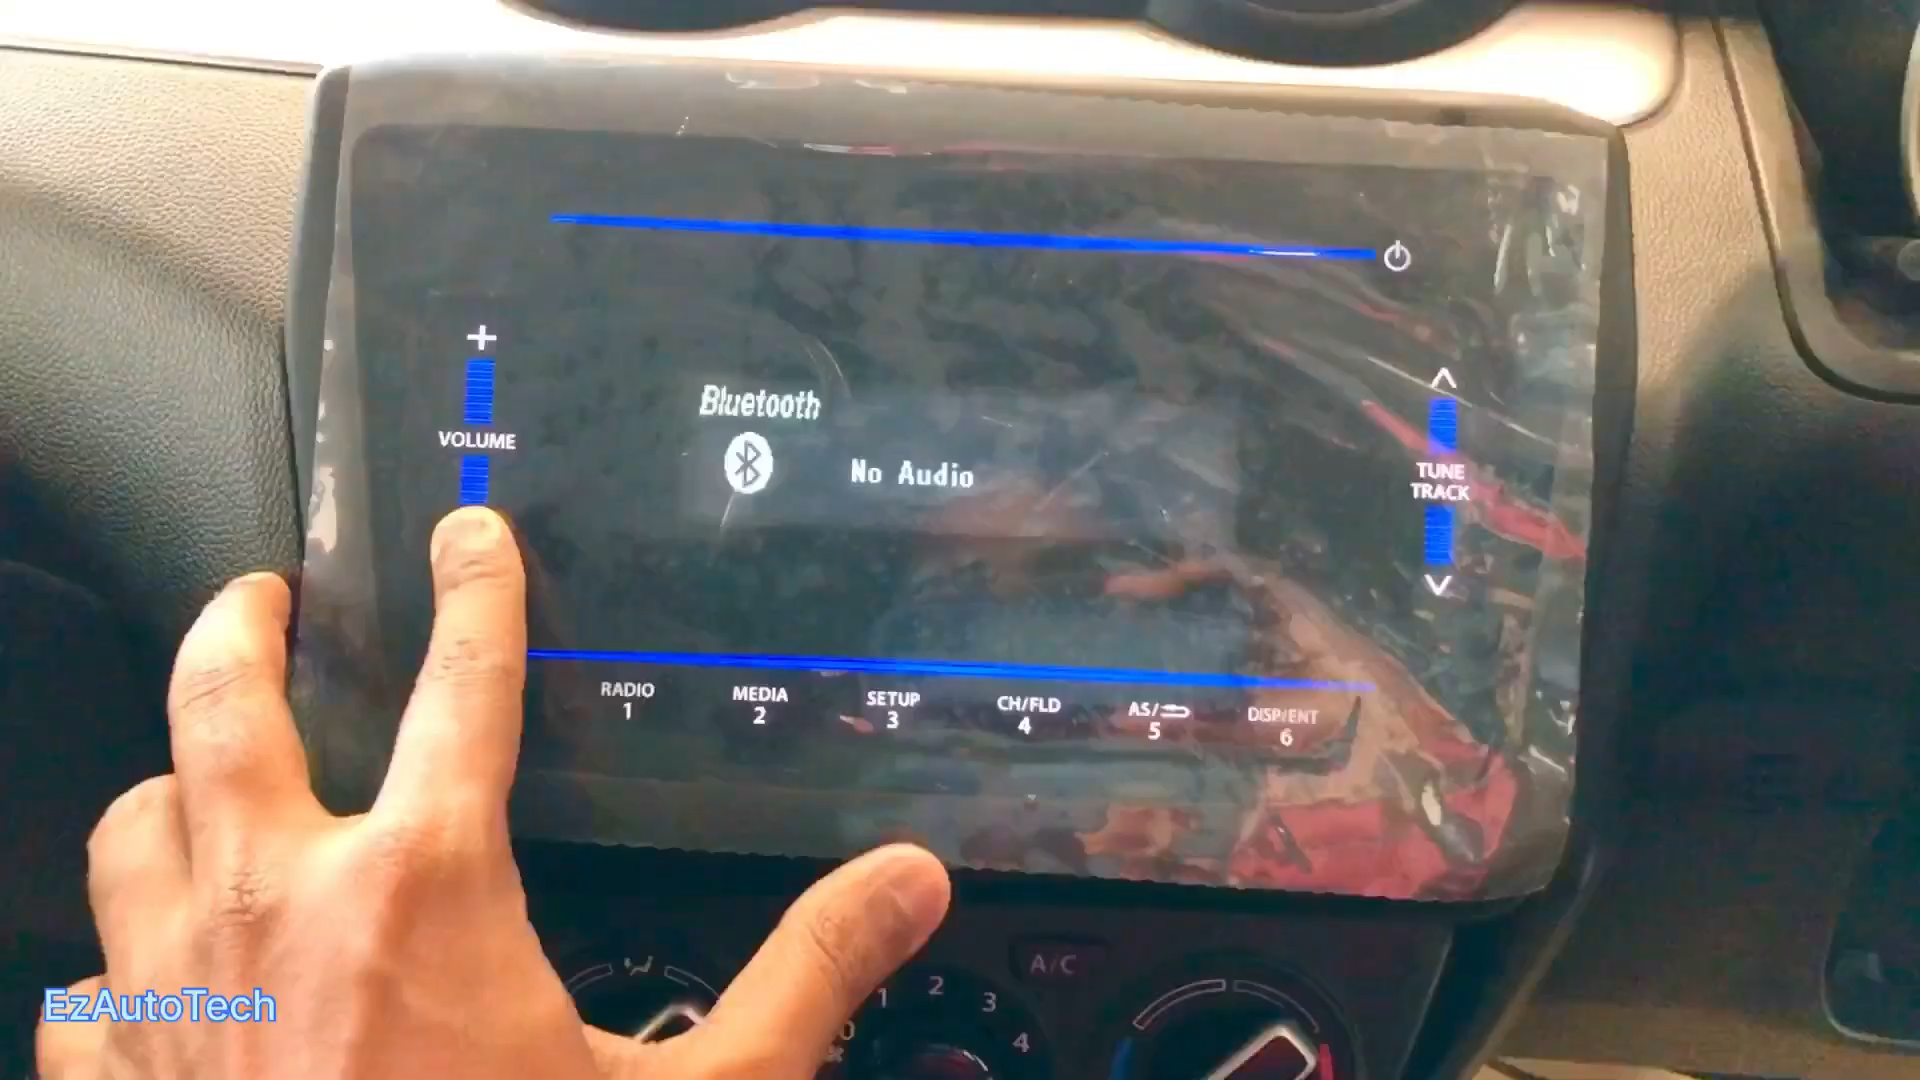 +
VOLUME
Bluetooth
No Audio
TUNE
TRACK
RADIO
1
MEDIA
2
SETUP
3
CH/FLD
4
AS/
5
DISP/ENT
6
A/C
0
1
2
3
4
EzAutoTech